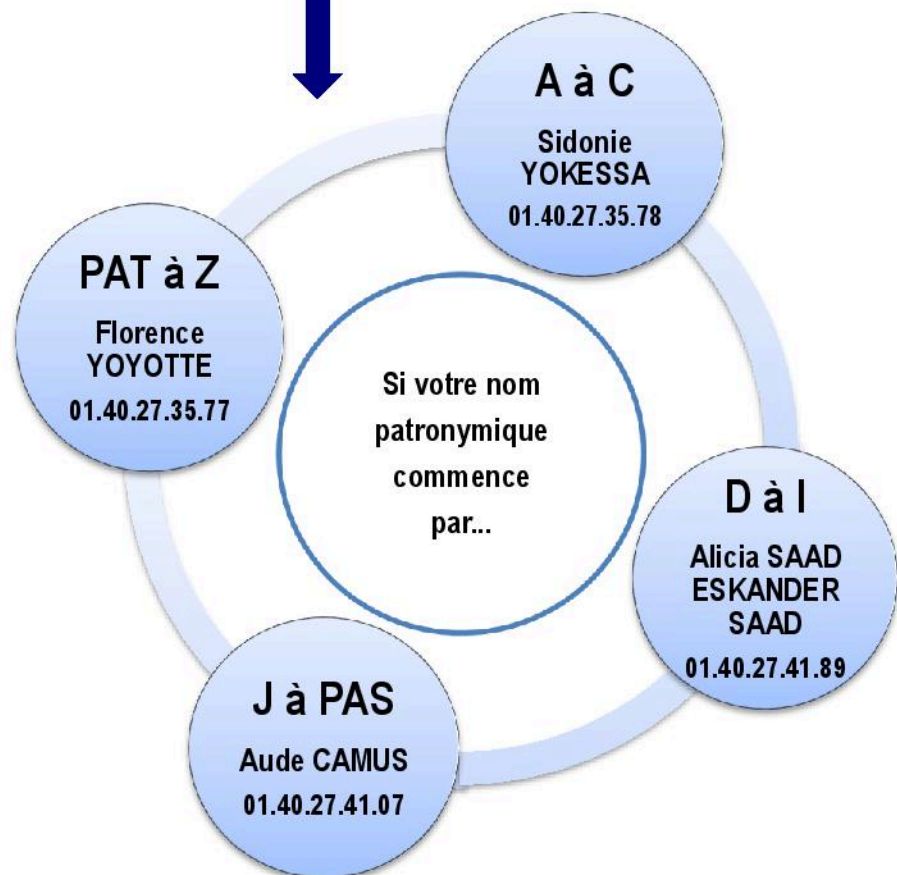 A à C
Sidonie
YOKESSA
01.40.27.35.78
PAT à Z
Florence
YOYOTTE
01.40.27.35.77
Si votre nom
patronymique
commence
par...
D à I
Alicia SAAD
ESKANDER
SAAD
01.40.27.41.89
J à PAS
Aude CAMUS
01.40.27.41.07